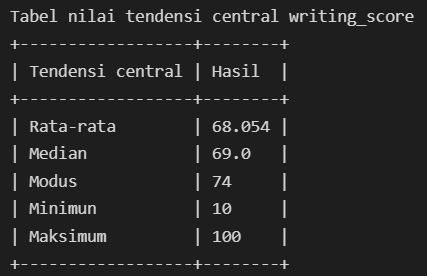 Tabel nilai tendensi central writing_score
+------------------+--------+
| Tendensi central | Hasil  |
+------------------+--------+
| Rata-rata        | 68.054 |
| Median           | 69.0   |
| Modus            | 74     |
| Minimun          | 10     |
| Maksimum         | 100    |
+------------------+--------+